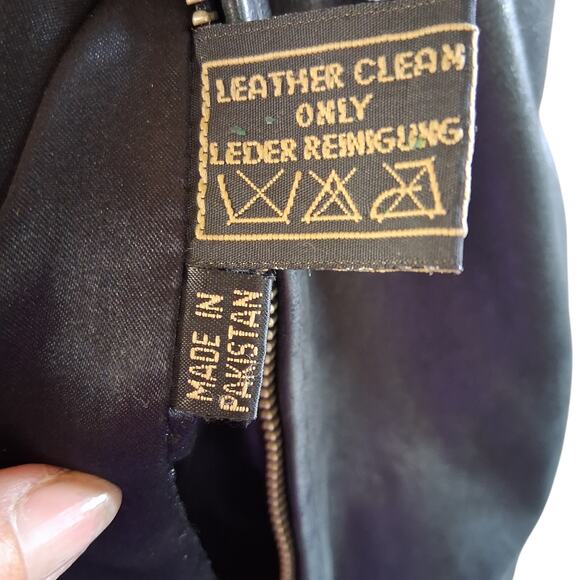 LEATHER CLEAN
ONLY
LEDER REINIGUNG
MADE IN
PAKISTAN